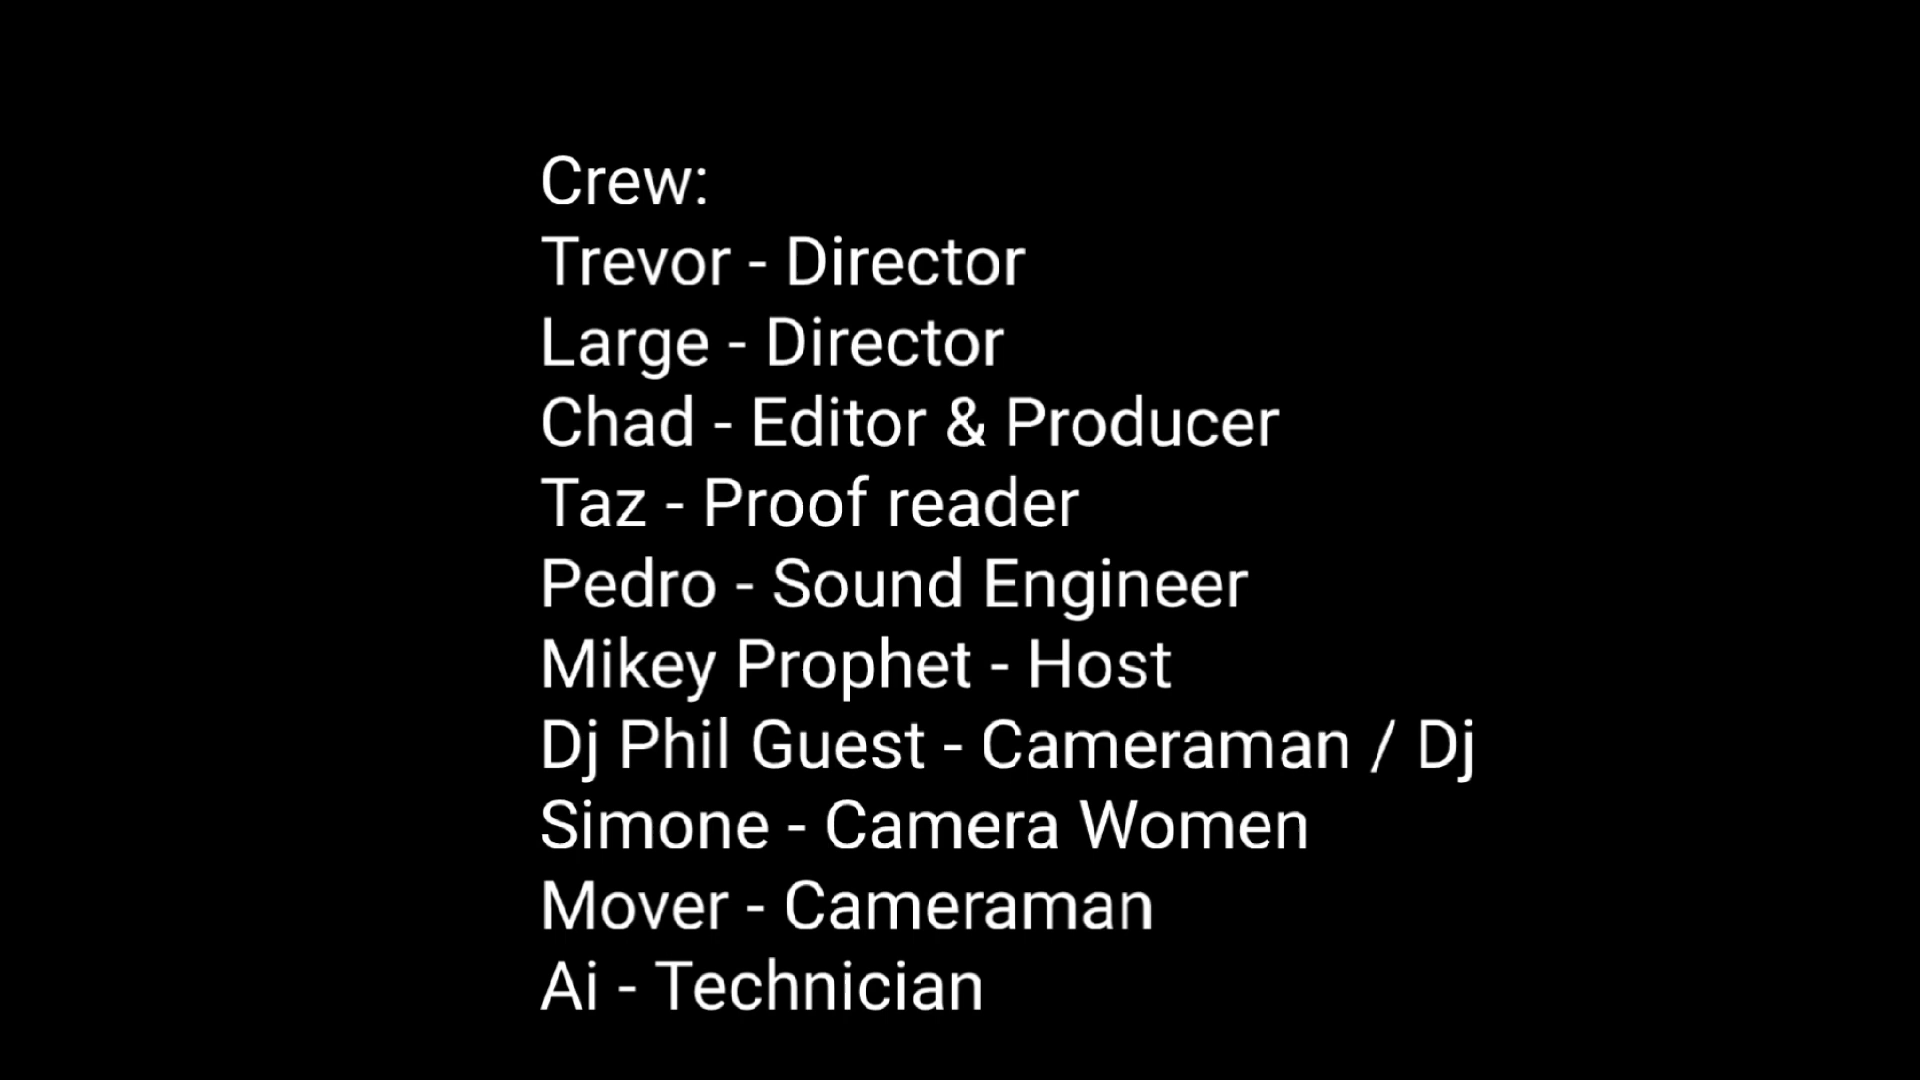 Crew:
Trevor - Director
Large - Director
Chad - Editor & Producer
Taz - Proof reader
Pedro - Sound Engineer
Mikey Prophet - Host
Dj Phil Guest - Cameraman / Dj
Simone - Camera Women
Mover - Cameraman
Ai - Technician